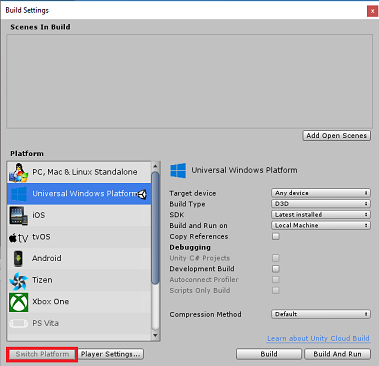 Build Settings
x
Scenes In Build
Add Open Scenes
Platform
PC, Mac & Linux Standalone
Universal Windows Platform
iOS
tvOS
tv
Android
Tizen
Xbox One
PS Vita
Universal Windows Platform
Target device Any device
Build Type D3D
SDK Latest installed
Build and Run on Local Machine
Copy References
Debugging
Unity C# Projects
Development Build
Autoconnect Profiler
Scripts Only Build
Compression Method Default
Learn about Unity Cloud Build
Switch Platform Player Settings... Build Build And Run